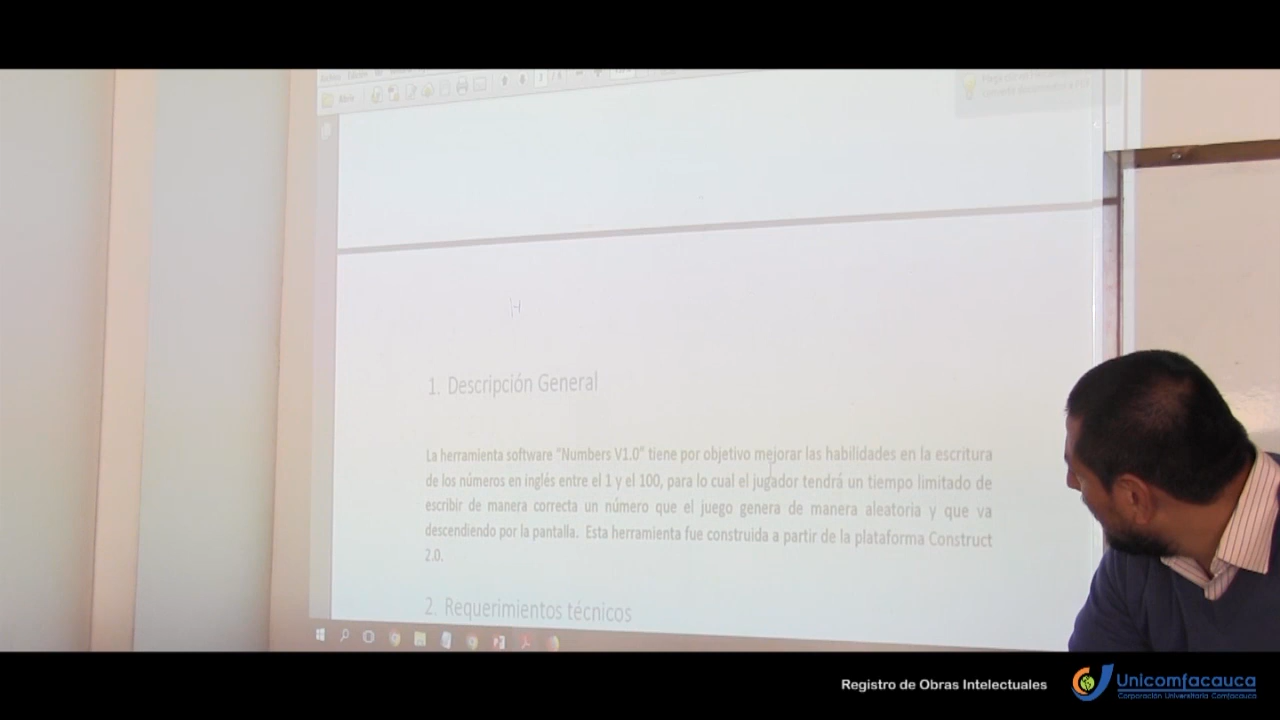 Abrir
1. Descripción General
La herramienta software "Numbers V1.0" tiene por objetivo mejorar las habilidades en la escritura
de los números en inglés entre el 1 y el 100, para lo cual el jugador tendrá un tiempo limitado de
escribir de manera correcta un número que el juego genera de manera aleatoria y que va
descendiendo por la pantalla. Esta herramienta fue construida a partir de la plataforma Construct
2.0.
2. Requerimientos técnicos
Registro de Obras Intelectuales
Unicomfacauca
Corporación Universitaria Comfacauca